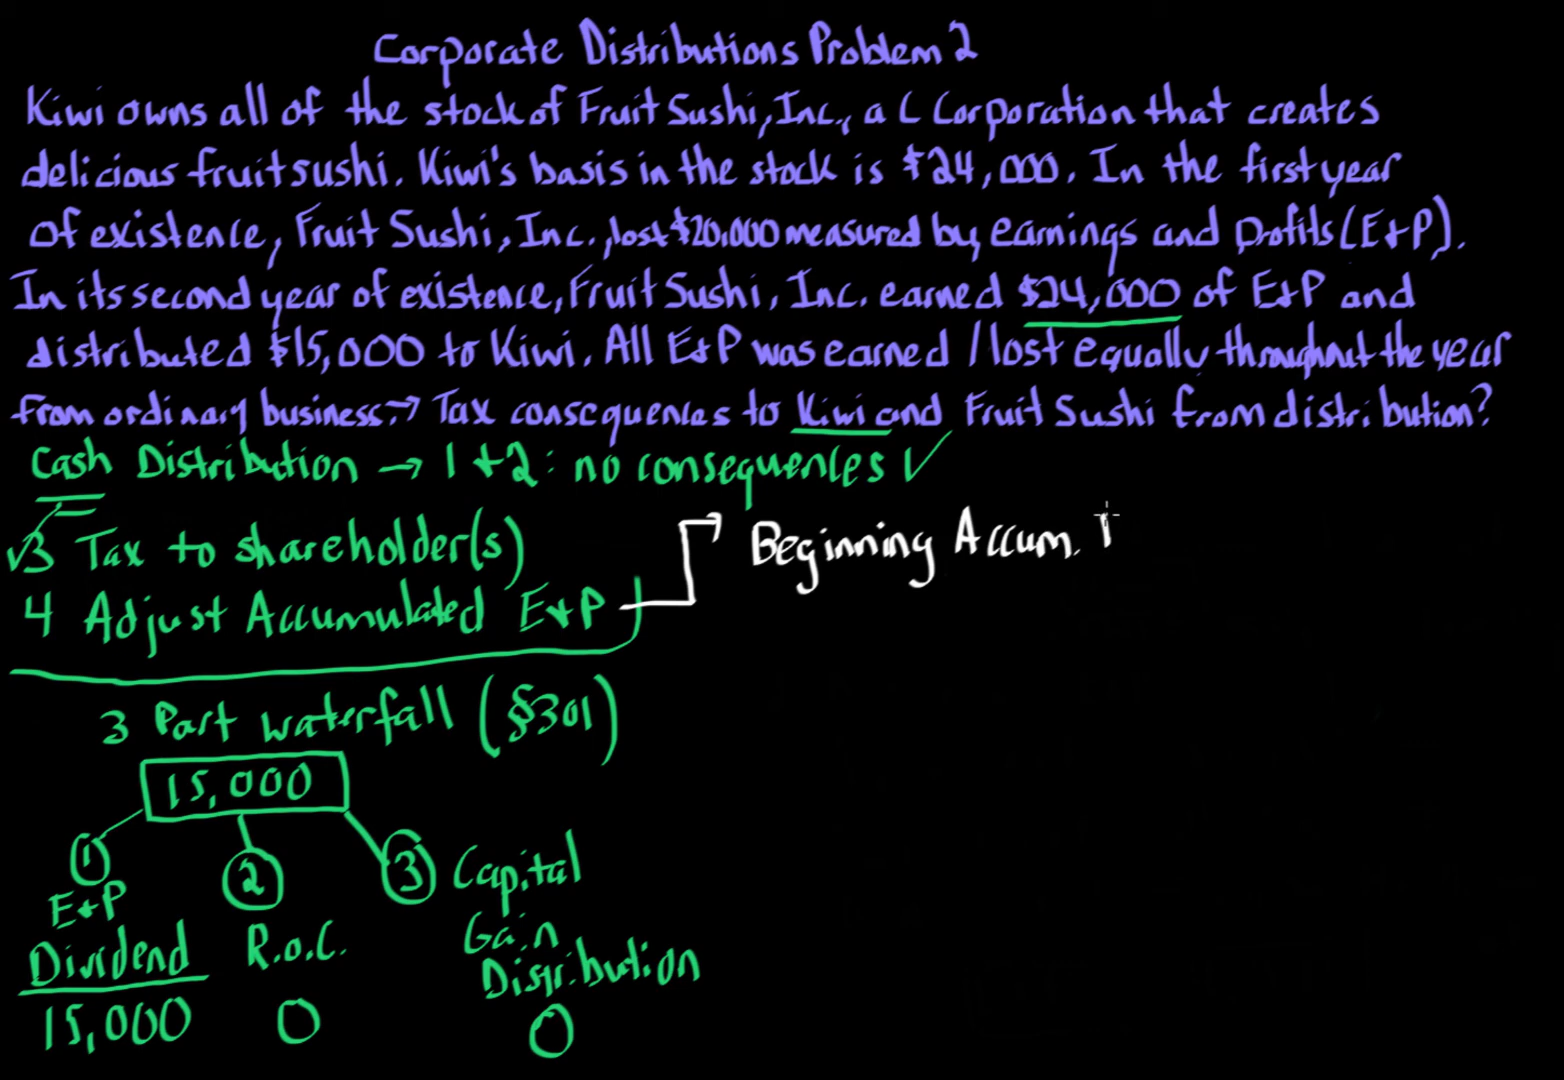 Corporate Distributions Problem 2
Kiwi owns all of the stock of Fruit Sushi, Inc., a C Corporation that creates
delicious fruit sushi. Kiwi's basis in the stock is $24,000. In the first year
of existence, Fruit Sushi, Inc., lost $20,000 measured by earnings and profits (E+P).
In its second year of existence, Fruit Sushi, Inc. earned $24,000 of E+P and
distributed $15,000 to Kiwi. All E+P was earned / lost equally throughout the year
from ordinary business → Tax consequences to Kiwi and Fruit Sushi from distribution?
Cash Distribution → 1+2: no consequences ✓
✓3 Tax to shareholder(s)
4 Adjust Accumulated E+P
Beginning Accum.
3 Part waterfall (§301)
15,000
1 2 3 Capital
E+P
Gain
Dividend R.o.C.
Distribution
15,000 0 0